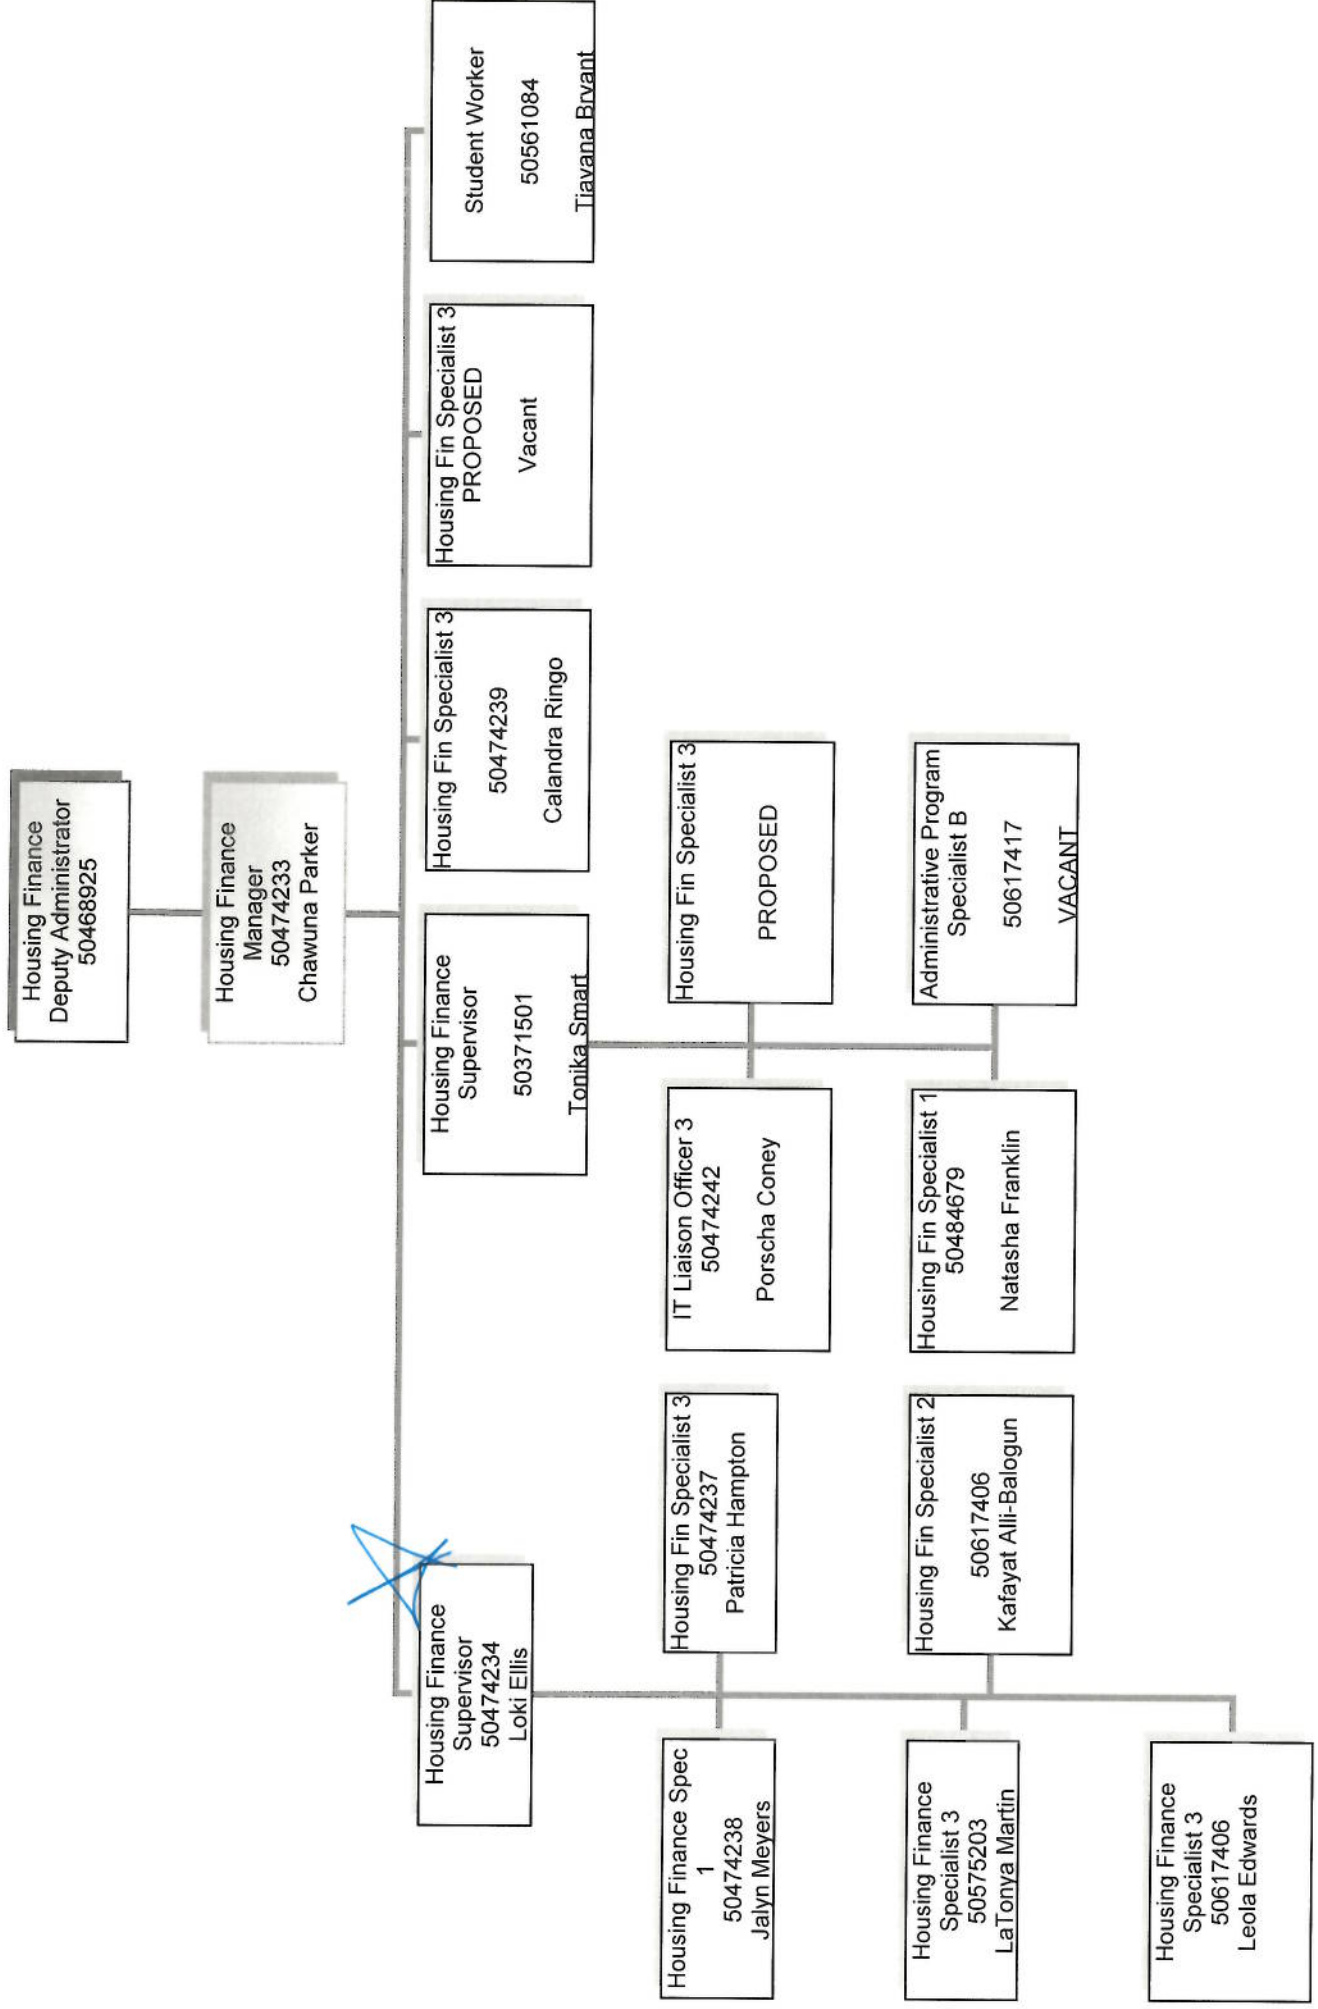 Housing Finance
Deputy Administrator
50468925
Housing Finance
Manager
50474233
Chawuna Parker
Housing Finance
Supervisor
50474234
Loki Ellis
Housing Finance
Supervisor
50371501
Tonika Smart
Housing Fin Specialist 3
50474239
Calandra Ringo
Housing Fin Specialist 3
PROPOSED
Vacant
Student Worker
50561084
Tiavana Bryant
Housing Finance Spec
1
50474238
Jalyn Meyers
Housing Fin Specialist 3
50474237
Patricia Hampton
IT Liaison Officer 3
50474242
Porscha Coney
Housing Fin Specialist 3
PROPOSED
Housing Finance
Specialist 3
50575203
LaTonya Martin
Housing Fin Specialist 2
50617406
Kafayat Alli-Balogun
Housing Fin Specialist 1
50484679
Natasha Franklin
Administrative Program
Specialist B
50617417
VACANT
Housing Finance
Specialist 3
50617406
Leola Edwards